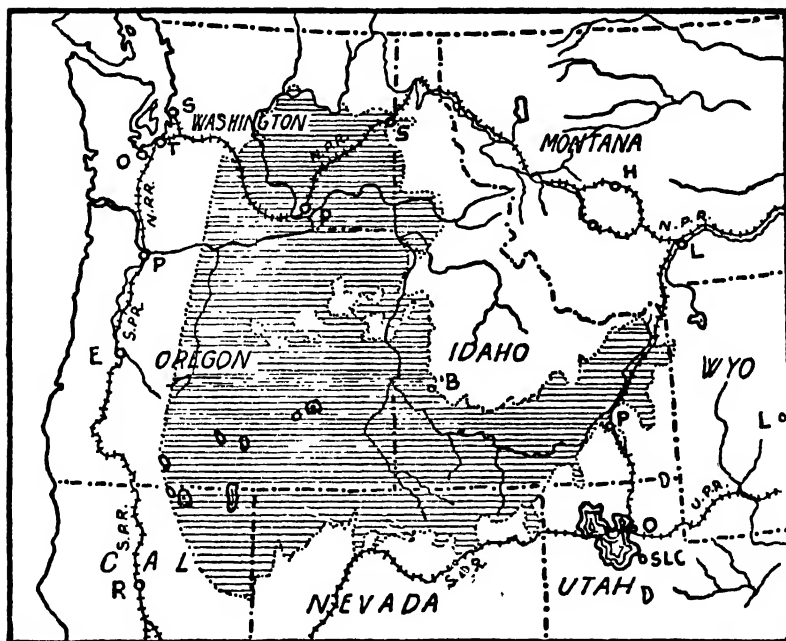 S
WASHINGTON
S
MONTANA
O
T
N.P.R.
H
N.R.R.
P
N.P.R.
P
L
S.P.R.
E
OREGON
IDAHO
WYO
B
L
P
D
U.P.R.
S.P.R.
O
C A L
SLC
S.P.R.
R
NEVADA
UTAH
D